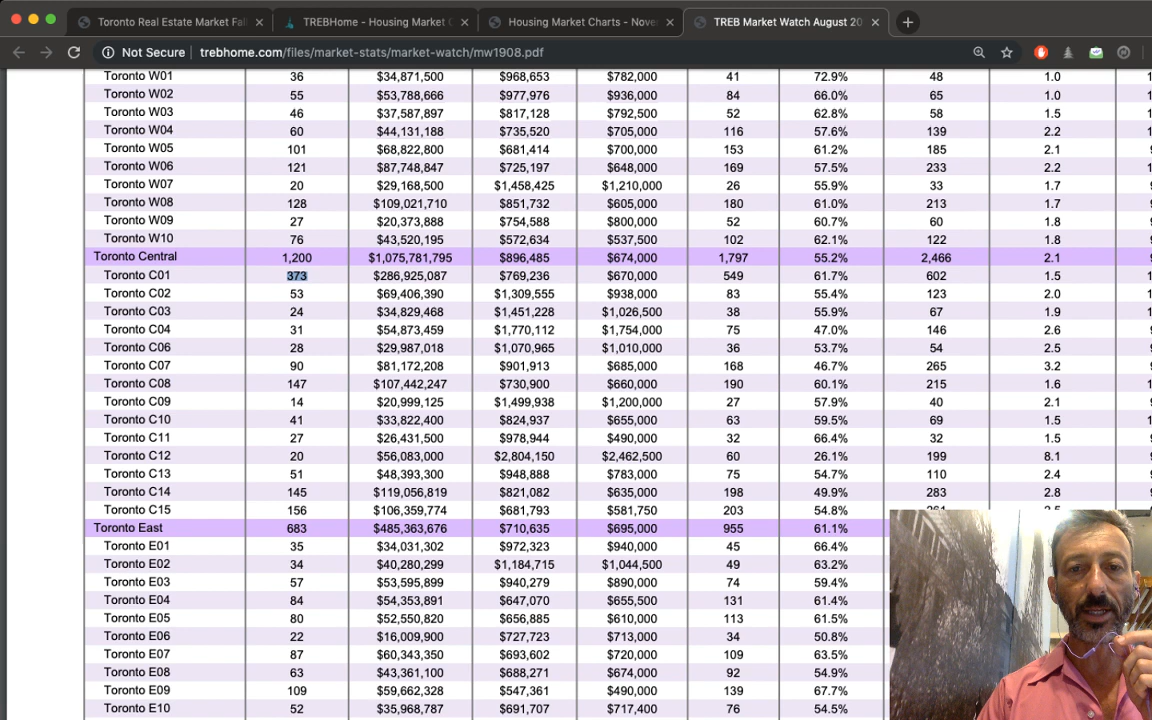 Toronto Real Estate Market Fal
TREBHome - Housing Market C
Housing Market Charts - Nove
TREB Market Watch August 20
Not Secure trebhome.com/files/market-stats/market-watch/mw1908.pdf
Toronto W01 36 $34,871,500 $968,653 $782,000 41 72.9% 48 1.0
Toronto W02 55 $53,788,666 $977,976 $936,000 84 66.0% 65 1.0
Toronto W03 46 $37,587,897 $817,128 $792,500 52 62.8% 58 1.5
Toronto W04 60 $44,131,188 $735,520 $705,000 116 57.6% 139 2.2
Toronto W05 101 $68,822,800 $681,414 $700,000 153 61.2% 185 2.1
Toronto W06 121 $87,748,847 $725,197 $648,000 169 57.5% 233 2.2
Toronto W07 20 $29,168,500 $1,458,425 $1,210,000 26 55.9% 33 1.7
Toronto W08 128 $109,021,710 $851,732 $605,000 180 61.0% 213 1.7
Toronto W09 27 $20,373,888 $754,588 $800,000 52 60.7% 60 1.8
Toronto W10 76 $43,520,195 $572,634 $537,500 102 62.1% 122 1.8
Toronto Central 1,200 $1,075,781,795 $896,485 $674,000 1,797 55.2% 2,466 2.1
Toronto C01 373 $286,925,087 $769,236 $670,000 549 61.7% 602 1.5
Toronto C02 53 $69,406,390 $1,309,555 $938,000 83 55.4% 123 2.0
Toronto C03 24 $34,829,468 $1,451,228 $1,026,500 38 55.9% 67 1.9
Toronto C04 31 $54,873,459 $1,770,112 $1,754,000 75 47.0% 146 2.6
Toronto C06 28 $29,987,018 $1,070,965 $1,010,000 36 53.7% 54 2.5
Toronto C07 90 $81,172,208 $901,913 $685,000 168 46.7% 265 3.2
Toronto C08 147 $107,442,247 $730,900 $660,000 190 60.1% 215 1.6
Toronto C09 14 $20,999,125 $1,499,938 $1,200,000 27 57.9% 40 2.1
Toronto C10 41 $33,822,400 $824,937 $655,000 63 59.5% 69 1.5
Toronto C11 27 $26,431,500 $978,944 $490,000 32 66.4% 32 1.5
Toronto C12 20 $56,083,000 $2,804,150 $2,462,500 60 26.1% 199 8.1
Toronto C13 51 $48,393,300 $948,888 $783,000 75 54.7% 110 2.4
Toronto C14 145 $119,056,819 $821,082 $635,000 198 49.9% 283 2.8
Toronto C15 156 $106,359,774 $681,793 $581,750 203 54.8%
Toronto East 683 $485,363,676 $710,635 $695,000 955 61.1%
Toronto E01 35 $34,031,302 $972,323 $940,000 45 66.4%
Toronto E02 34 $40,280,299 $1,184,715 $1,044,500 49 63.2%
Toronto E03 57 $53,595,899 $940,279 $890,000 74 59.4%
Toronto E04 84 $54,353,891 $647,070 $655,500 131 61.4%
Toronto E05 80 $52,550,820 $656,885 $610,000 113 61.5%
Toronto E06 22 $16,009,900 $727,723 $713,000 34 50.8%
Toronto E07 87 $60,343,350 $693,602 $720,000 109 63.5%
Toronto E08 63 $43,361,100 $688,271 $674,000 92 54.9%
Toronto E09 109 $59,662,328 $547,361 $490,000 139 67.7%
Toronto E10 52 $35,968,787 $691,707 $717,400 76 54.5%